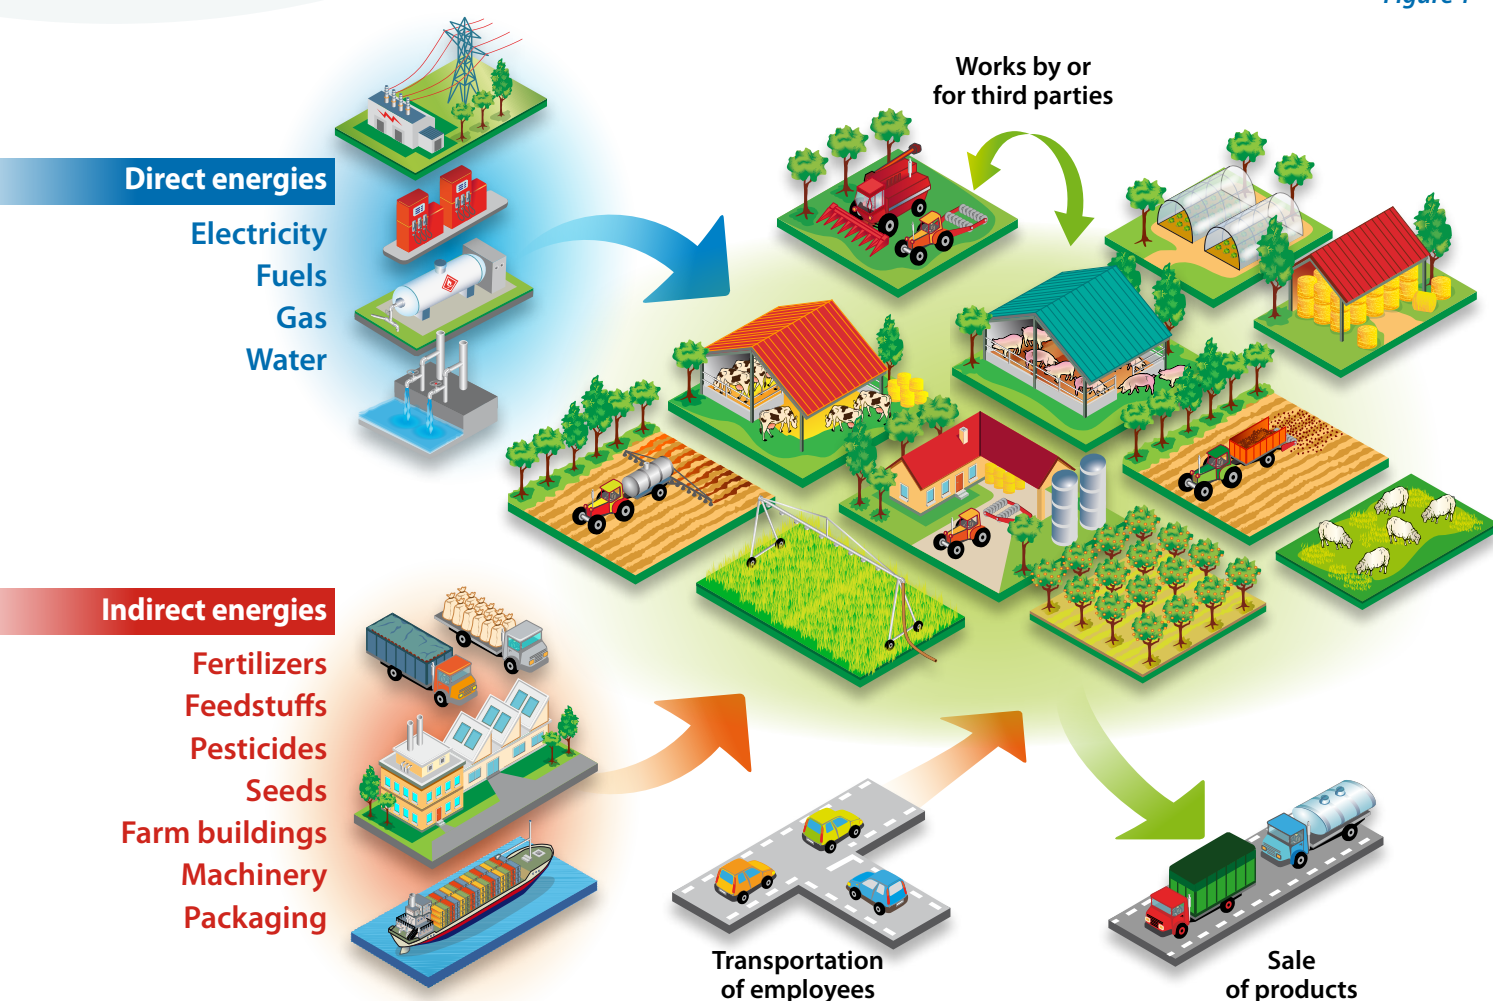 Works by or
for third parties
Direct energies
Electricity
Fuels
Gas
Water
Indirect energies
Fertilizers
Feedstuffs
Pesticides
Seeds
Farm buildings
Machinery
Packaging
Transportation
of employees
Sale
of products